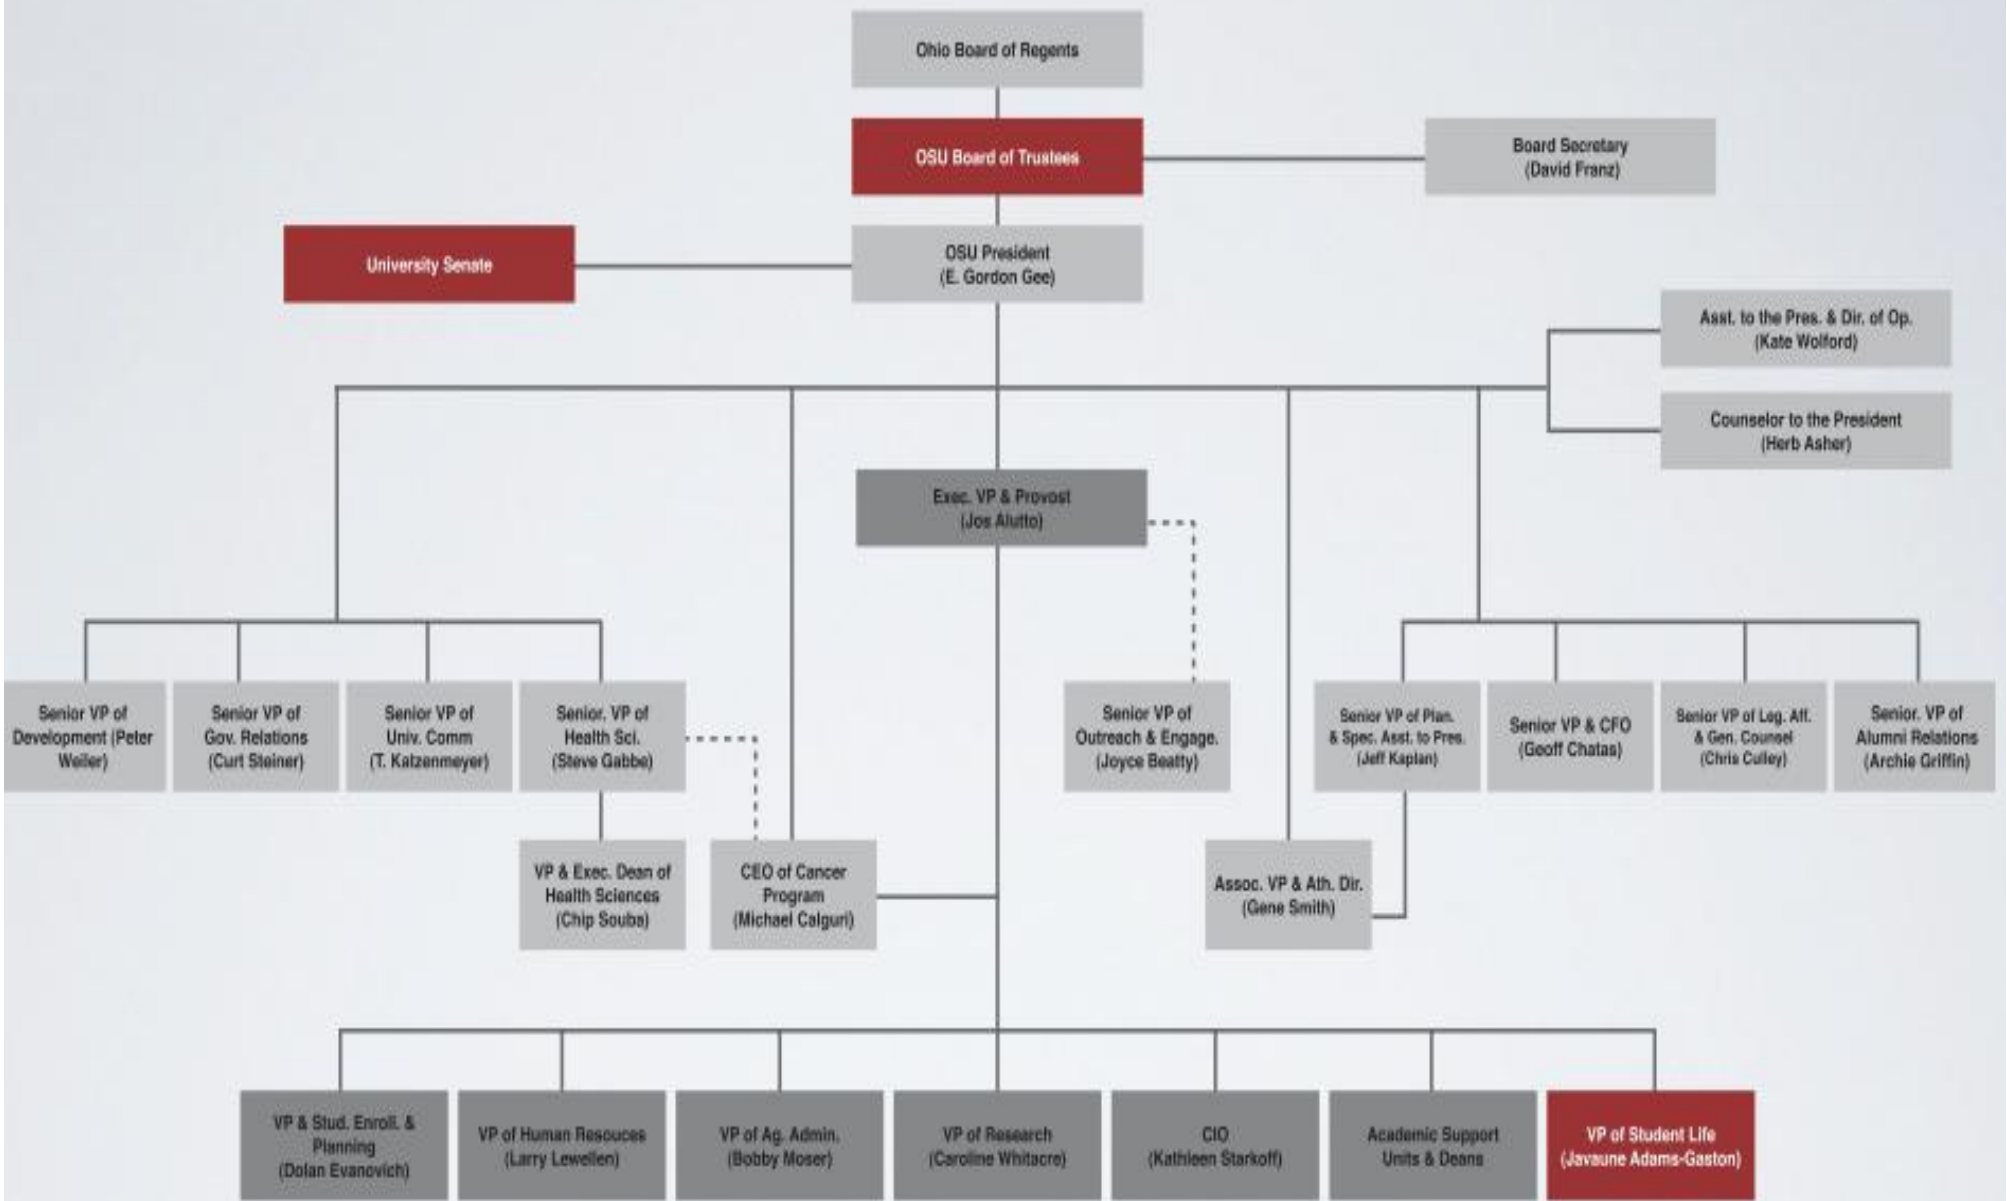 Ohio Board of Regents
OSU Board of Trustees
Board Secretary
(David Franz)
University Senate
OSU President
(E. Gordon Gee)
Asst. to the Pres. & Dir. of Op.
(Kate Wolford)
Counselor to the President
(Herb Asher)
Exec. VP & Provost
(Jos Alutto)
Senior VP of
Development (Peter
Weiler)
Senior VP of
Gov. Relations
(Curt Steiner)
Senior VP of
Univ. Comm
(T. Katzenmeyer)
Senior. VP of
Health Sci.
(Steve Gabbe)
Senior VP of
Outreach & Engage.
(Joyce Beatty)
Senior VP of Plan.
& Spec. Asst. to Pres.
(Jeff Kaplan)
Senior VP & CFO
(Geoff Chatas)
Senior VP of Leg. Aff.
& Gen. Counsel
(Chris Culley)
Senior. VP of
Alumni Relations
(Archie Griffin)
VP & Exec. Dean of
Health Sciences
(Chip Souba)
CEO of Cancer
Program
(Michael Calguri)
Assoc. VP & Ath. Dir.
(Gene Smith)
VP & Stud. Enroll. &
Planning
(Dolan Evanovich)
VP of Human Resouces
(Larry Lewellen)
VP of Ag. Admin.
(Bobby Moser)
VP of Research
(Caroline Whitacre)
CIO
(Kathleen Starkoff)
Academic Support
Units & Deans
VP of Student Life
(Javaune Adams-Gaston)